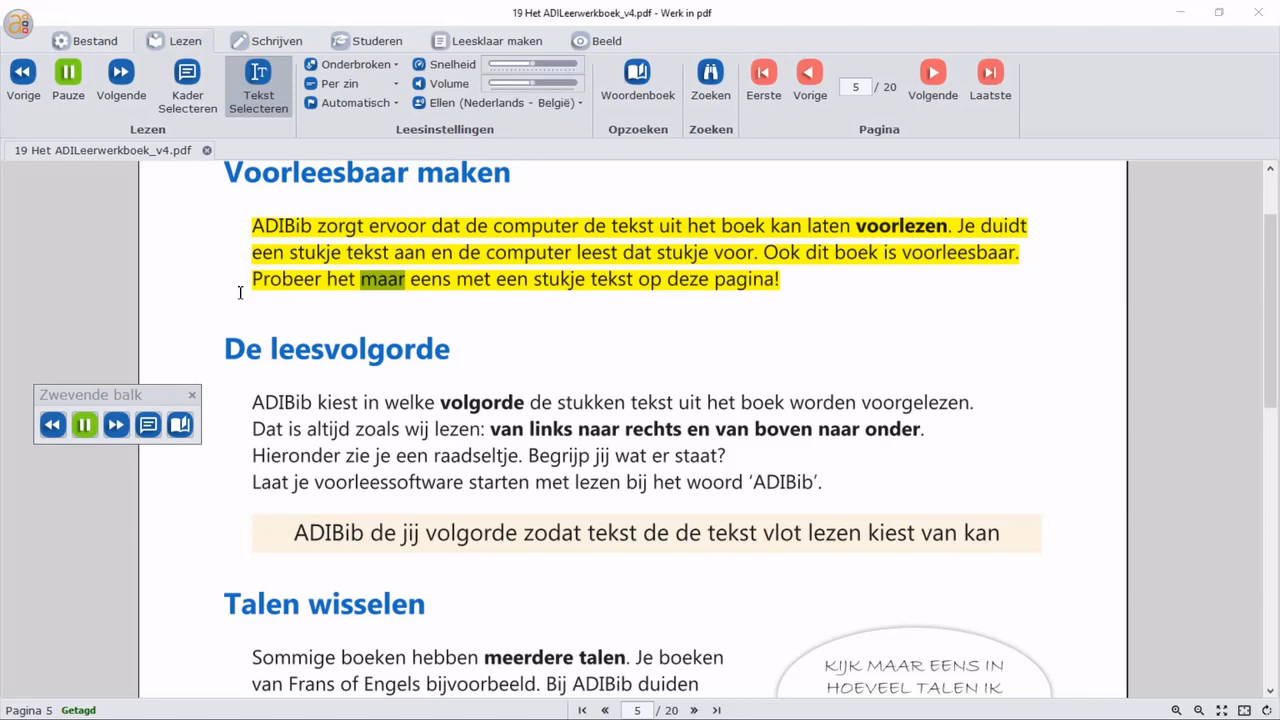 19 Het ADILeerwerkboek_v4.pdf - Werk in pdf
Bestand Lezen Schrijven Studeren Leesklaar maken Beeld
Vorige Pauze Volgende Kader Selecteren Tekst Selecteren
Onderbroken Snelheid
Per zin Volume
Automatisch Ellen (Nederlands - België)
Woordenboek Zoeken Eerste Vorige 5 / 20 Volgende Laatste
Lezen Leesinstellingen Opzoeken Zoeken Pagina
19 Het ADILeerwerkboek_v4.pdf
Voorleesbaar maken
ADIBib zorgt ervoor dat de computer de tekst uit het boek kan laten voorlezen. Je duidt
een stukje tekst aan en de computer leest dat stukje voor. Ook dit boek is voorleesbaar.
Probeer het maar eens met een stukje tekst op deze pagina!
De leesvolgorde
Zwevende balk
ADIBib kiest in welke volgorde de stukken tekst uit het boek worden voorgelezen.
Dat is altijd zoals wij lezen: van links naar rechts en van boven naar onder.
Hieronder zie je een raadseltje. Begrijp jij wat er staat?
Laat je voorleessoftware starten met lezen bij het woord ‘ADIBib’.
ADIBib de jij volgorde zodat tekst de de tekst vlot lezen kiest van kan
Talen wisselen
Sommige boeken hebben meerdere talen. Je boeken
van Frans of Engels bijvoorbeeld. Bij ADIBib duiden
KIJK MAAR EENS IN
HOEVEEL TALEN IK
Pagina 5 Getagd 5 / 20